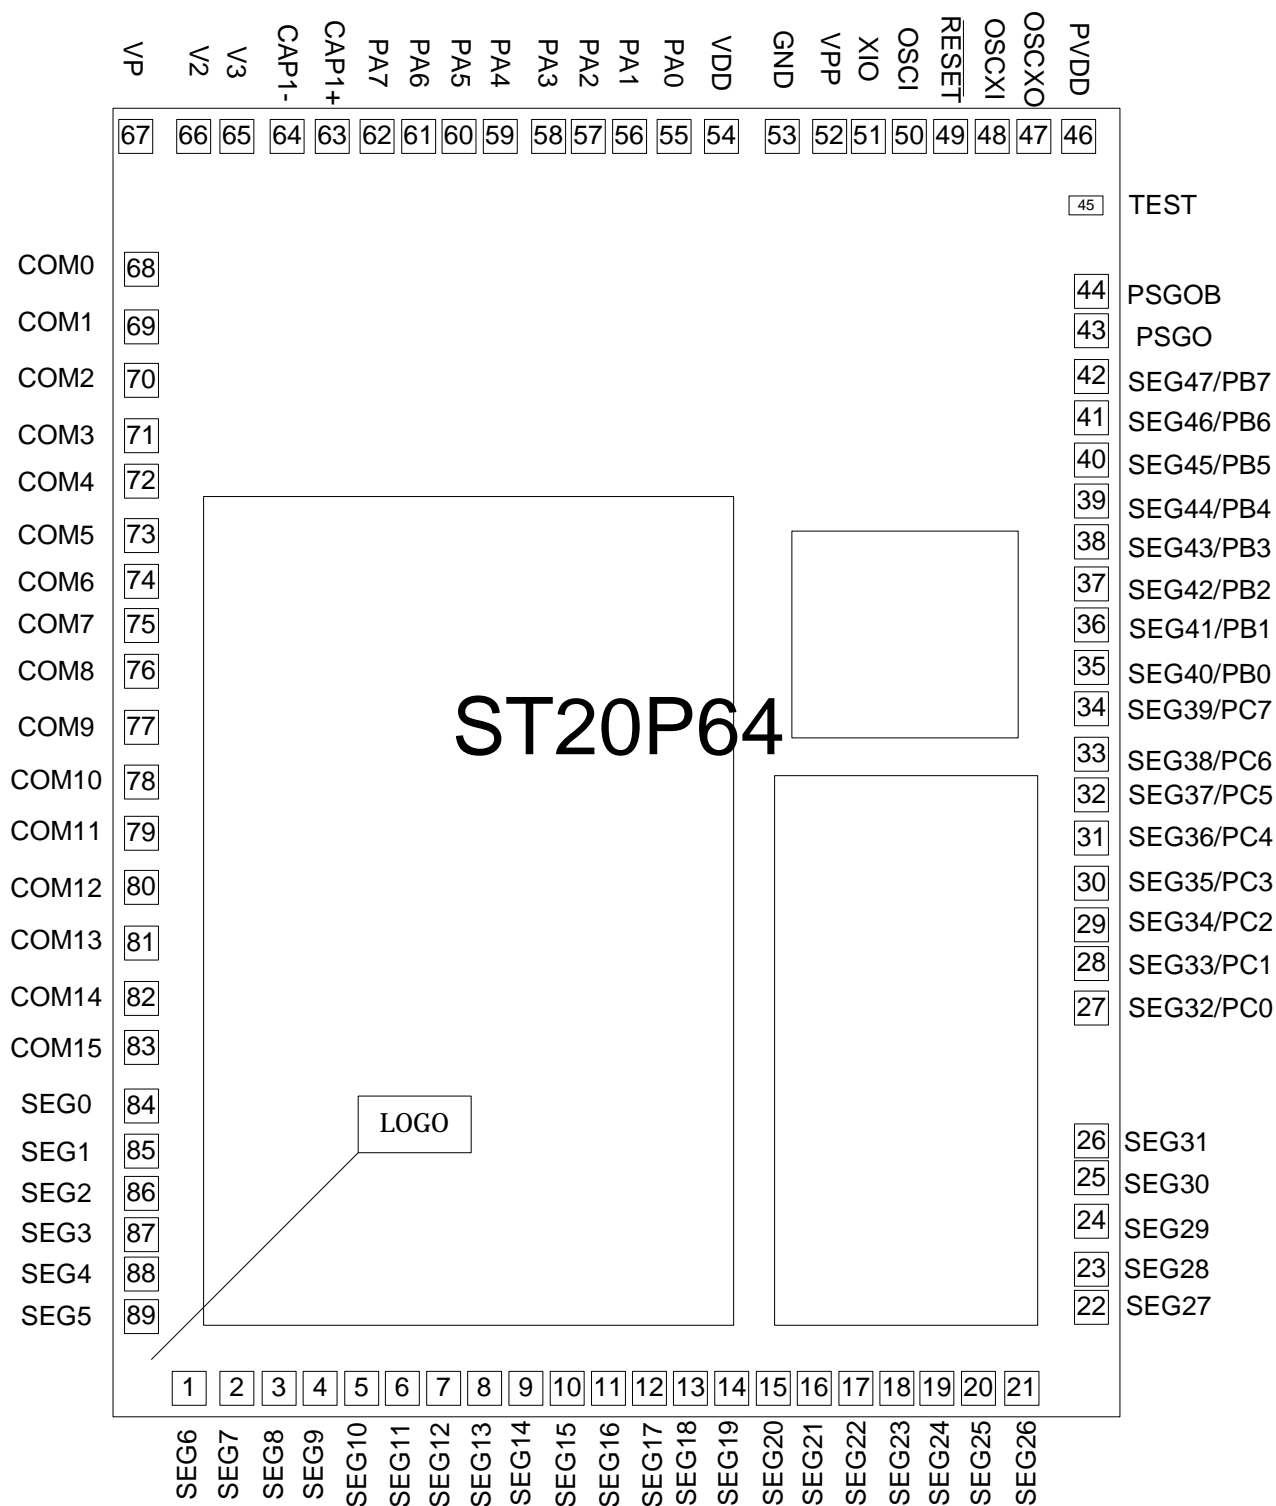 VP V2 V3 CAP1- CAP1+ PA7 PA6 PA5 PA4 PA3 PA2 PA1 PA0 VDD GND VPP XIO OSCI RESET OSCXI OSCXO PVDD
67 66 65 64 63 62 61 60 59 58 57 56 55 54 53 52 51 50 49 48 47 46
45 TEST
COM0 68
44 PSGOB
COM1 69
43 PSGO
COM2 70
42 SEG47/PB7
41 SEG46/PB6
COM3 71
40 SEG45/PB5
COM4 72
39 SEG44/PB4
COM5 73
38 SEG43/PB3
COM6 74
37 SEG42/PB2
COM7 75
36 SEG41/PB1
COM8 76
35 SEG40/PB0
34 SEG39/PC7
ST20P64
COM9 77
33 SEG38/PC6
COM10 78
32 SEG37/PC5
COM11 79
31 SEG36/PC4
COM12 80
30 SEG35/PC3
29 SEG34/PC2
COM13 81
28 SEG33/PC1
COM14 82
27 SEG32/PC0
COM15 83
SEG0 84
LOGO
26 SEG31
SEG1 85
25 SEG30
SEG2 86
24 SEG29
SEG3 87
23 SEG28
SEG4 88
22 SEG27
SEG5 89
1 2 3 4 5 6 7 8 9 10 11 12 13 14 15 16 17 18 19 20 21
SEG6 SEG7 SEG8 SEG9 SEG10 SEG11 SEG12 SEG13 SEG14 SEG15 SEG16 SEG17 SEG18 SEG19 SEG20 SEG21 SEG22 SEG23 SEG24 SEG25 SEG26